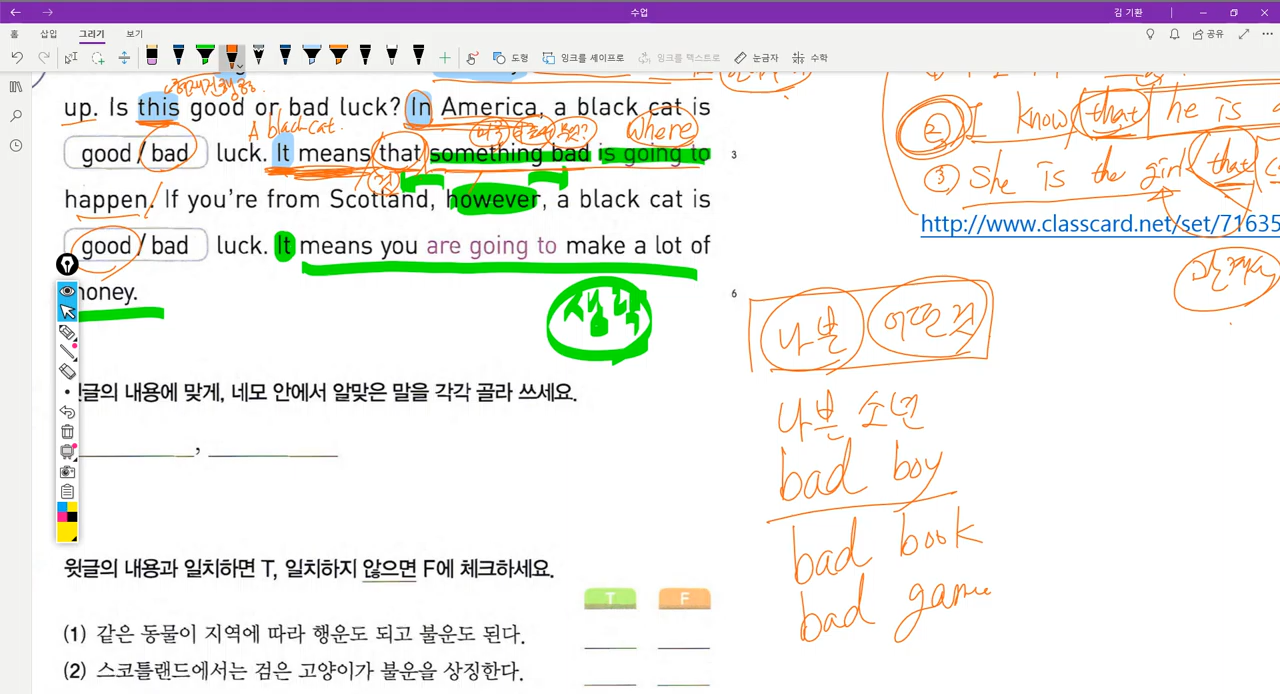 수업
김 기환
홈 삽입 그리기 보기
공유
도형 잉크를 셰이프로 잉크를 텍스트로 눈금자 수학
up. Is this good or bad luck? In America, a black cat is
A black cat.
where
good / bad luck. It means that something bad is going to 3
것
happen. If you're from Scotland, however, a black cat is
good / bad luck. It means you are going to make a lot of
money. 6
생략
② I know that he is a
③ She is the girl that
http://www.classcard.net/set/71635
나쁜 어떤 것
나쁜 소년
bad boy
bad book
bad game
윗글의 내용에 맞게, 네모 안에서 알맞은 말을 각각 골라 쓰세요.
,
윗글의 내용과 일치하면 T, 일치하지 않으면 F에 체크하세요.
T F
(1) 같은 동물이 지역에 따라 행운도 되고 불운도 된다.
(2) 스코틀랜드에서는 검은 고양이가 불운을 상징한다.